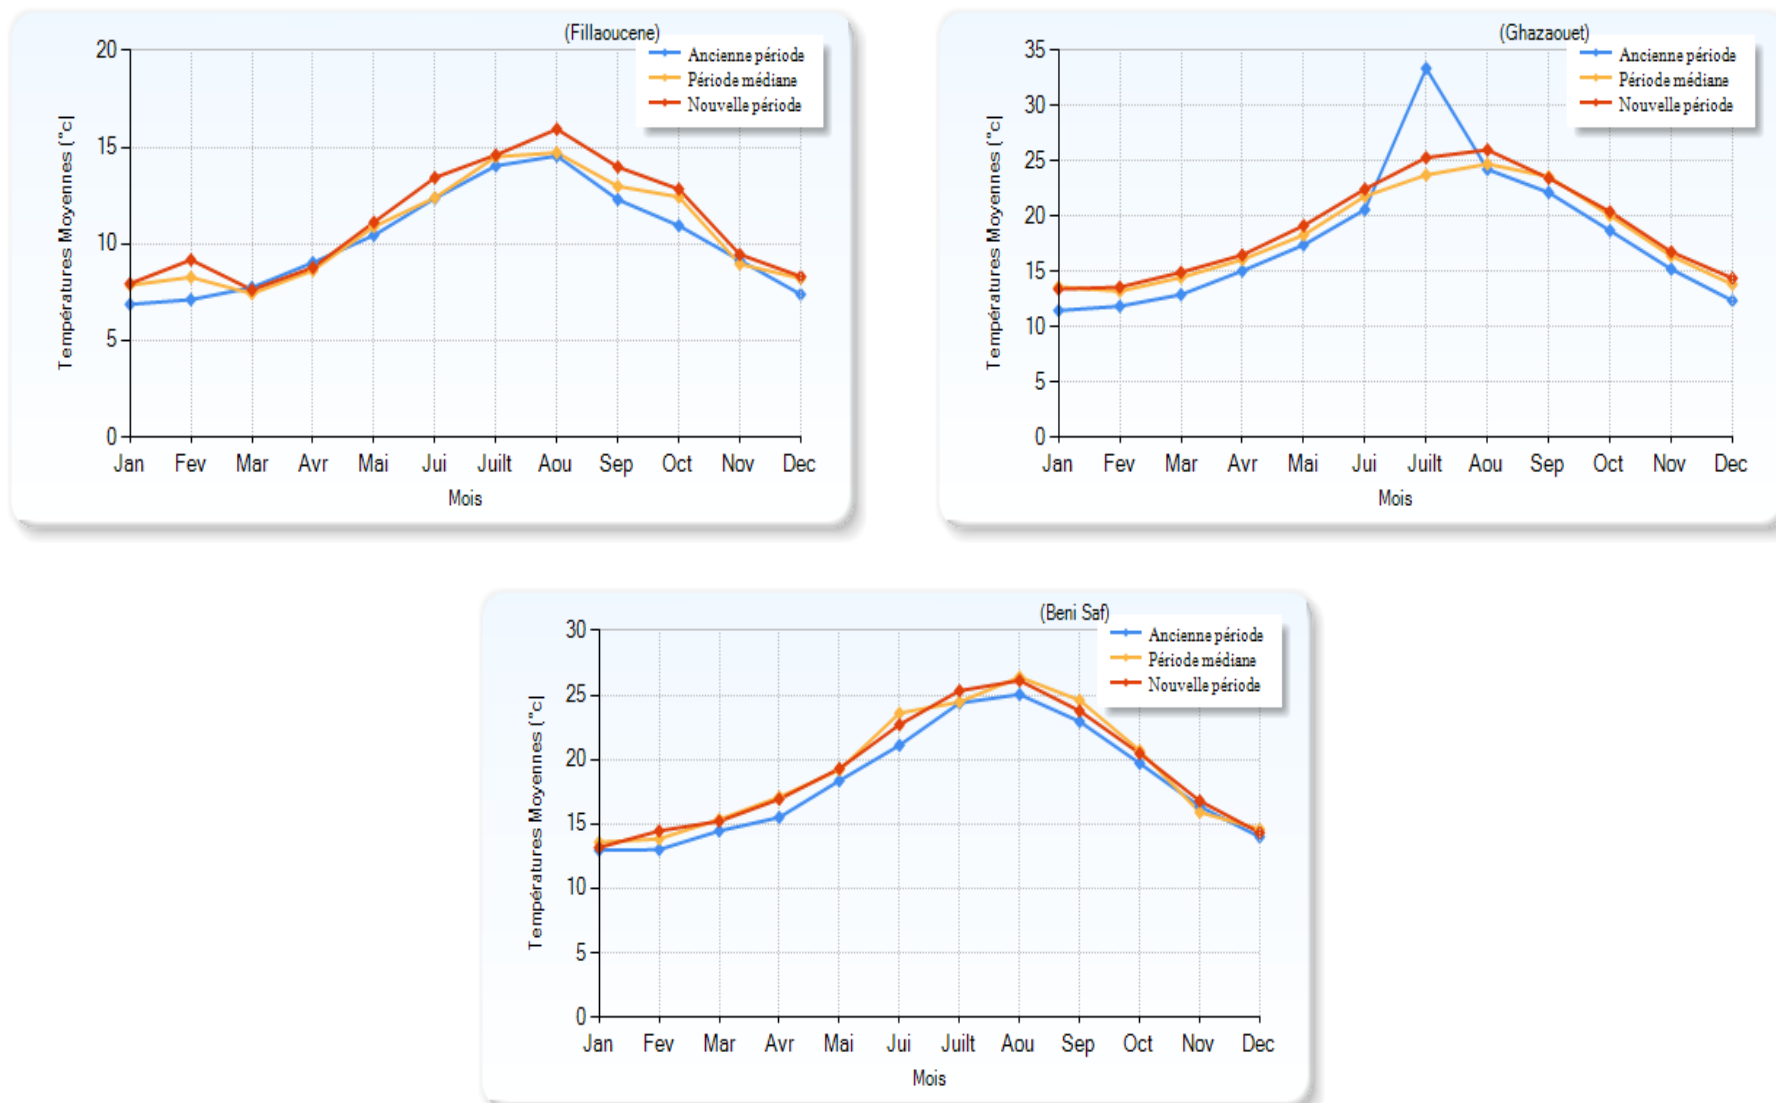 (Fillaoucene)
Ancienne période
Période médiane
Nouvelle période
Températures Moyennes (°c)
20
15
10
5
0
Jan Fev Mar Avr Mai Jui Juilt Aou Sep Oct Nov Dec
Mois
(Ghazaouet)
Ancienne période
Période médiane
Nouvelle période
Températures Moyennes (°c)
35
30
25
20
15
10
5
0
Jan Fev Mar Avr Mai Jui Juilt Aou Sep Oct Nov Dec
Mois
(Beni Saf)
Ancienne période
Période médiane
Nouvelle période
Températures Moyennes (°c)
30
25
20
15
10
5
0
Jan Fev Mar Avr Mai Jui Juilt Aou Sep Oct Nov Dec
Mois